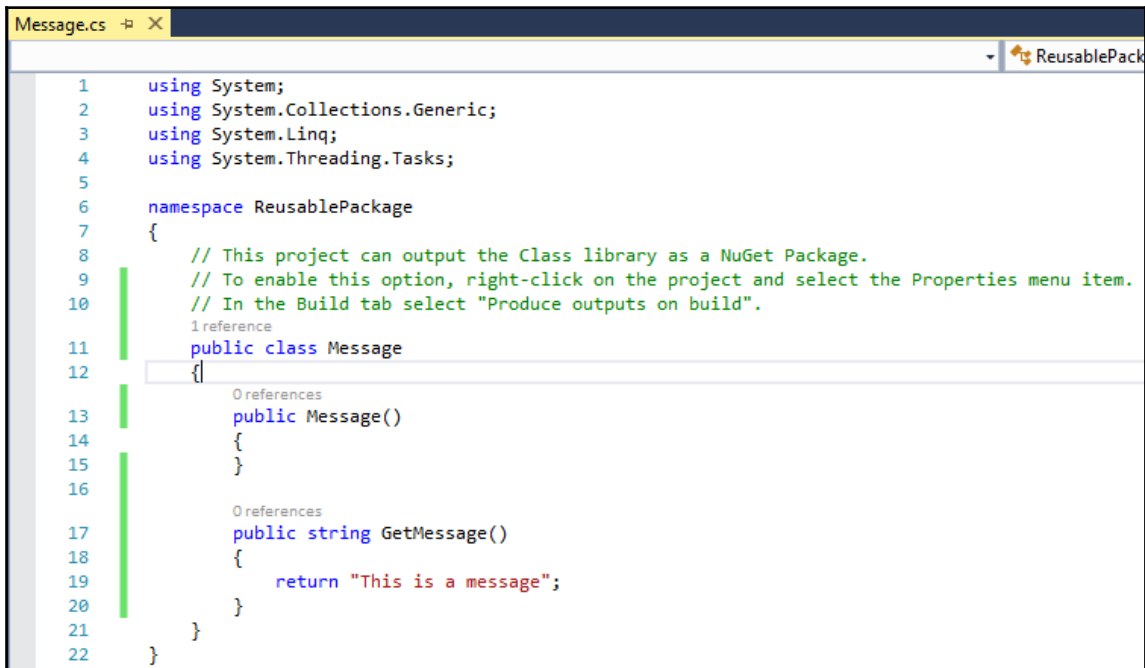 Message.cs
ReusablePack
1 using System;
2 using System.Collections.Generic;
3 using System.Linq;
4 using System.Threading.Tasks;
5
6 namespace ReusablePackage
7 {
8 // This project can output the Class library as a NuGet Package.
9 // To enable this option, right-click on the project and select the Properties menu item.
10 // In the Build tab select "Produce outputs on build".
1 reference
11 public class Message
12 {
0 references
13 public Message()
14 {
15 }
16
0 references
17 public string GetMessage()
18 {
19 return "This is a message";
20 }
21 }
22 }